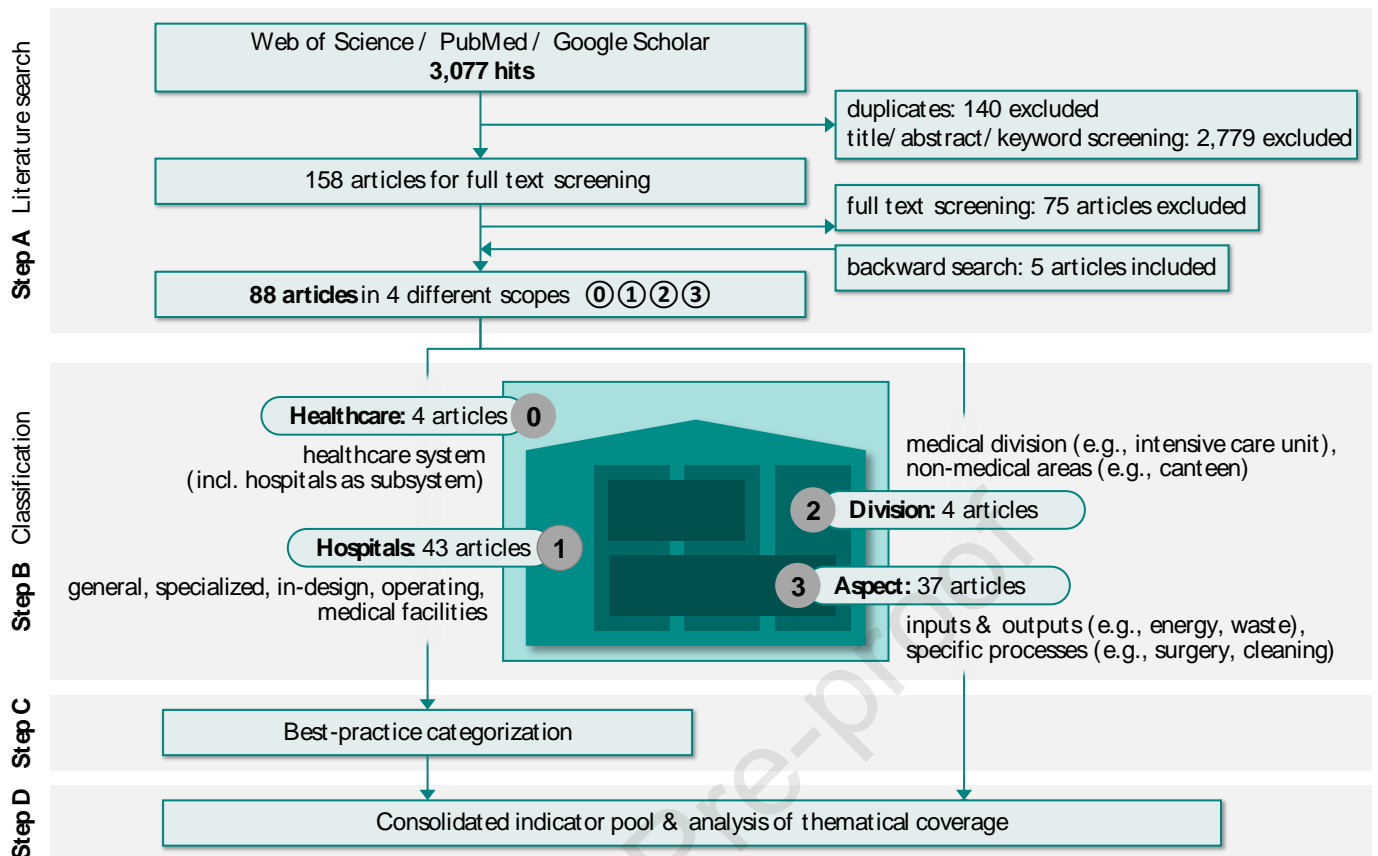 Step A Literature search
Web of Science / PubMed / Google Scholar
3,077 hits
duplicates: 140 excluded
title/ abstract/ keyword screening: 2,779 excluded
158 articles for full text screening
full text screening: 75 articles excluded
backward search: 5 articles included
88 articles in 4 different scopes ⓪①②③
Step B Classification
Healthcare: 4 articles 0
healthcare system
(incl. hospitals as subsystem)
Hospitals: 43 articles 1
general, specialized, in-design, operating,
medical facilities
medical division (e.g., intensive care unit),
non-medical areas (e.g., canteen)
2 Division: 4 articles
3 Aspect: 37 articles
inputs & outputs (e.g., energy, waste),
specific processes (e.g., surgery, cleaning)
Step C
Best-practice categorization
Step D
Consolidated indicator pool & analysis of thematical coverage
Pre-proof